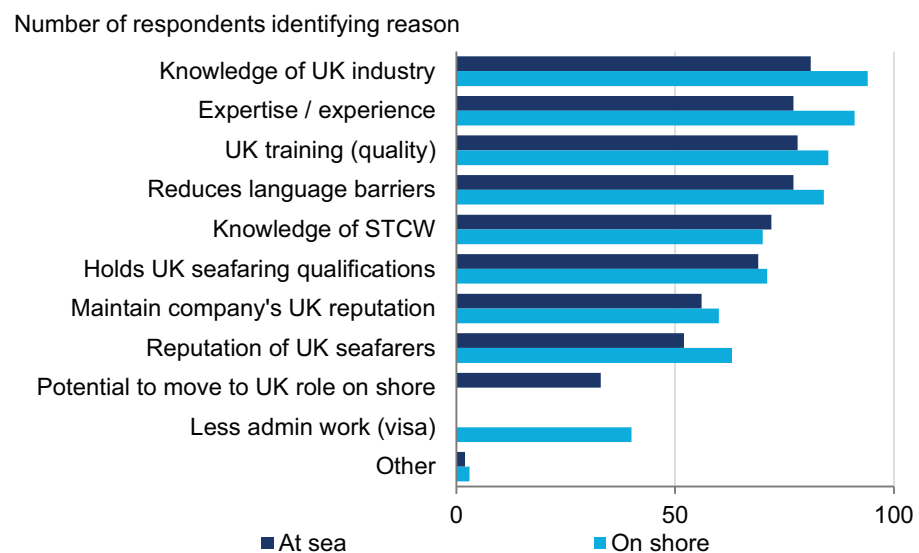 Number of respondents identifying reason
Knowledge of UK industry
Expertise / experience
UK training (quality)
Reduces language barriers
Knowledge of STCW
Holds UK seafaring qualifications
Maintain company's UK reputation
Reputation of UK seafarers
Potential to move to UK role on shore
Less admin work (visa)
Other
0 50 100
At sea On shore